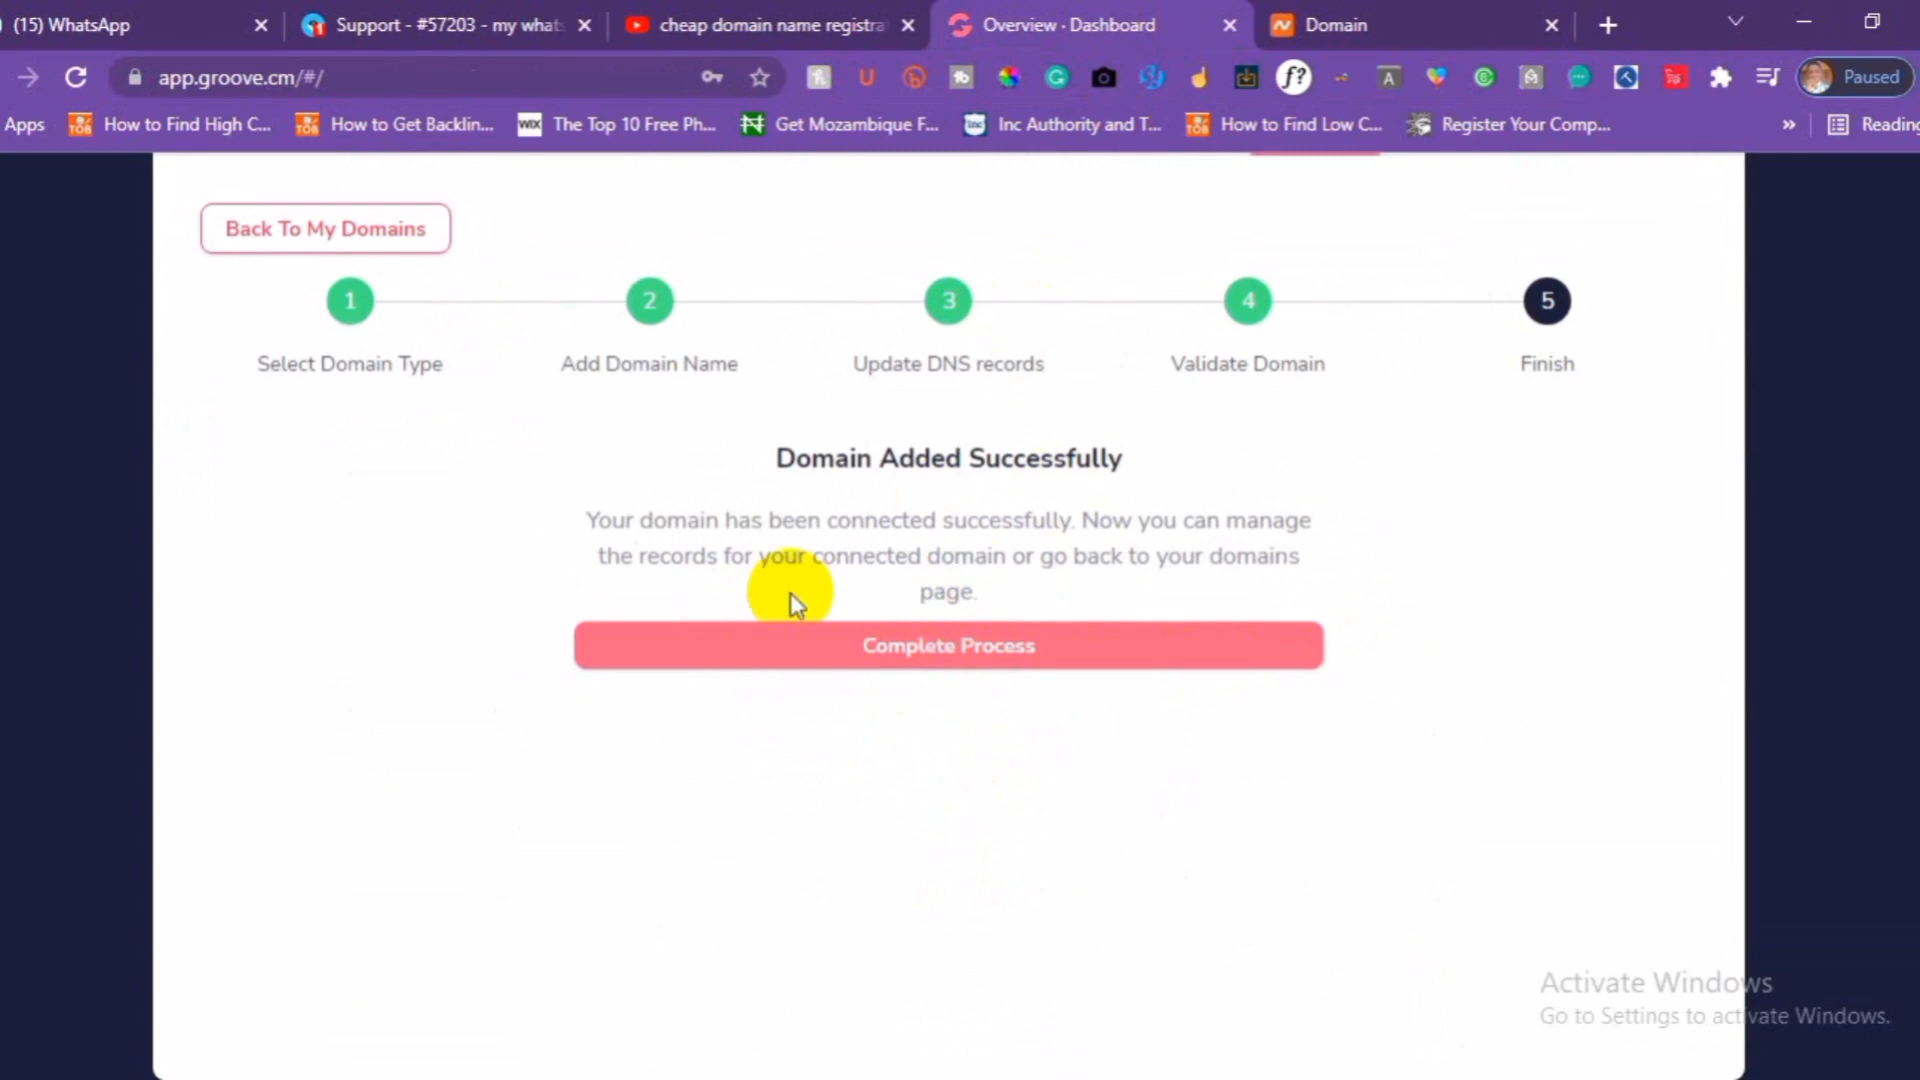 (15) WhatsApp
Support - #57203 - my what
cheap domain name registra
Overview · Dashboard
Domain
app.groove.cm/#/
Paused
Apps
How to Find High C...
How to Get Backlin...
WIX
The Top 10 Free Ph...
Get Mozambique F...
Inc Authority and T...
How to Find Low C...
Register Your Comp...
Reading
Back To My Domains
1
2
3
4
5
Select Domain Type
Add Domain Name
Update DNS records
Validate Domain
Finish
Domain Added Successfully
Your domain has been connected successfully. Now you can manage
the records for your connected domain or go back to your domains
page.
Complete Process
Activate Windows
Go to Settings to activate Windows.